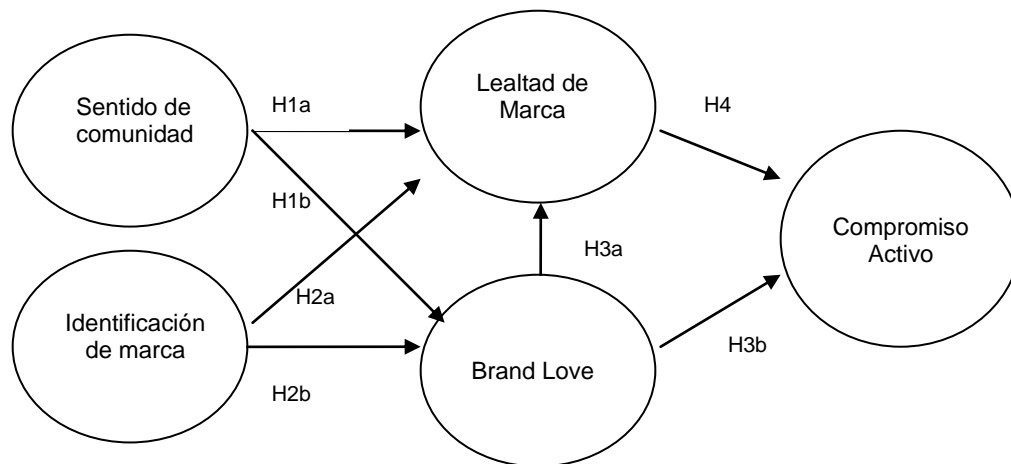 Sentido de
comunidad
H1a
Lealtad de
Marca
H4
H1b
H3a
Compromiso
Activo
Identificación
de marca
H2a
H2b
Brand Love
H3b